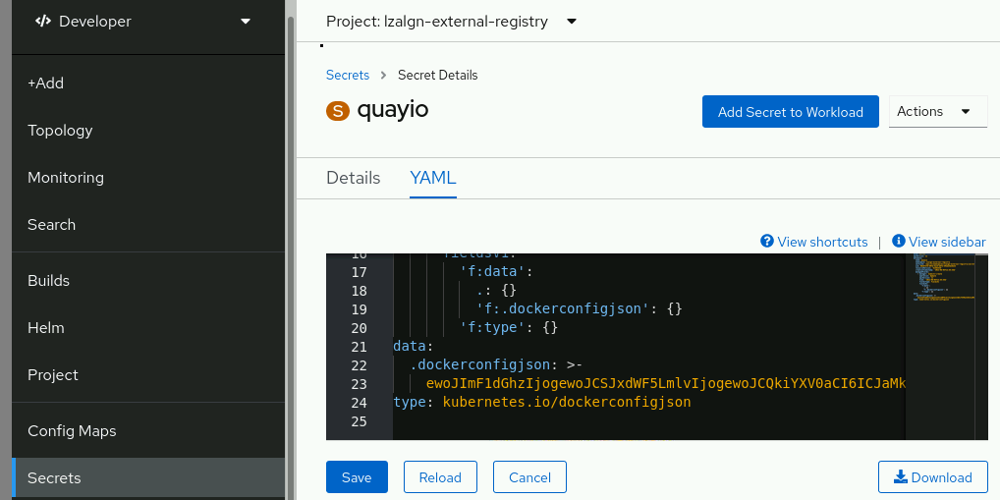 </> Developer
Project: lzalgn-external-registry
+Add
Topology
Monitoring
Search
Builds
Helm
Project
Config Maps
Secrets
Secrets > Secret Details
S quayio
Add Secret to Workload
Actions
Details YAML
View shortcuts | View sidebar
16 fieldsV1:
17 'f:data':
18 .: {}
19 'f:.dockerconfigjson': {}
20 'f:type': {}
21 data:
22 .dockerconfigjson: >-
23 ewoJImF1dGhzIjogewoJCSJxdWF5LmlvIjogewoJCQkiYXV0aCI6ICJaMk
24 type: kubernetes.io/dockerconfigjson
25
Save Reload Cancel Download